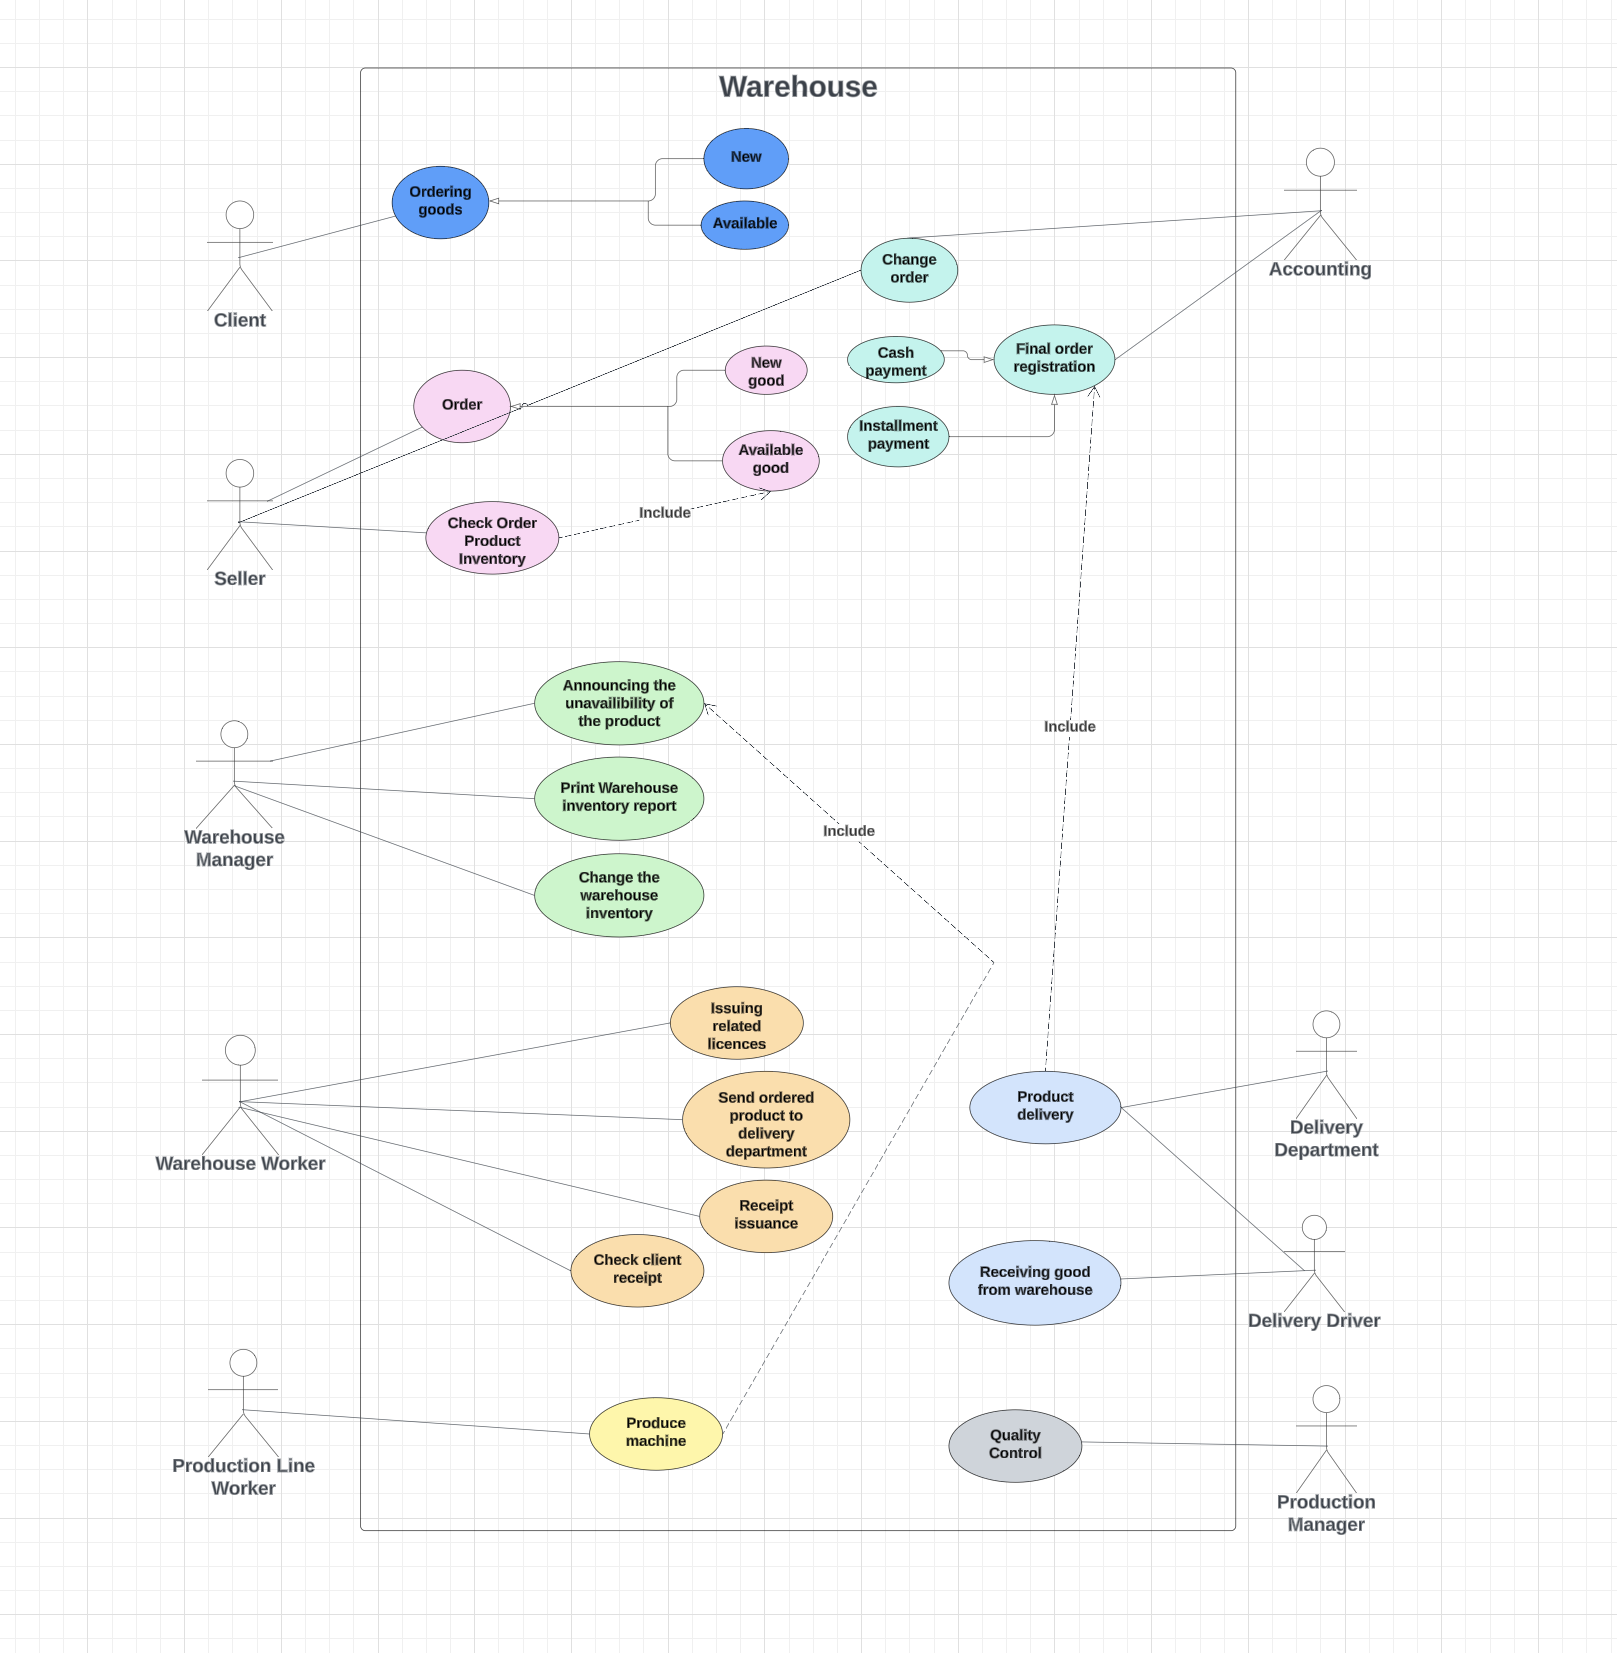 Warehouse
New
Ordering
goods
Available
Client
Change
order
Accounting
New
good
Cash
payment
Final order
registration
Order
Installment
payment
Available
good
Include
Check Order
Product
Inventory
Seller
Announcing the
unavailibility of
the product
Include
Print Warehouse
inventory report
Include
Warehouse
Manager
Change the
warehouse
inventory
Issuing
related
licences
Send ordered
product to
delivery
department
Product
delivery
Delivery
Department
Warehouse Worker
Receipt
issuance
Check client
receipt
Receiving good
from warehouse
Delivery Driver
Produce
machine
Quality
Control
Production Line
Worker
Production
Manager